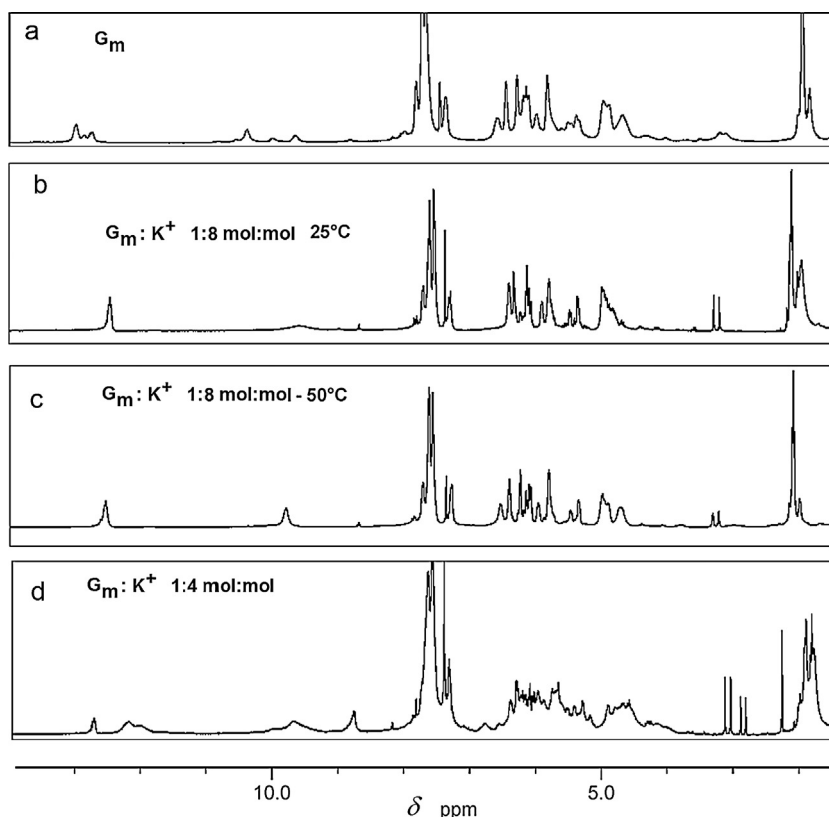 a
Gm
b
Gm : K+ 1:8 mol:mol 25°C
c
Gm : K+ 1:8 mol:mol - 50°C
d
Gm : K+ 1:4 mol:mol
10.0 5.0
δ ppm